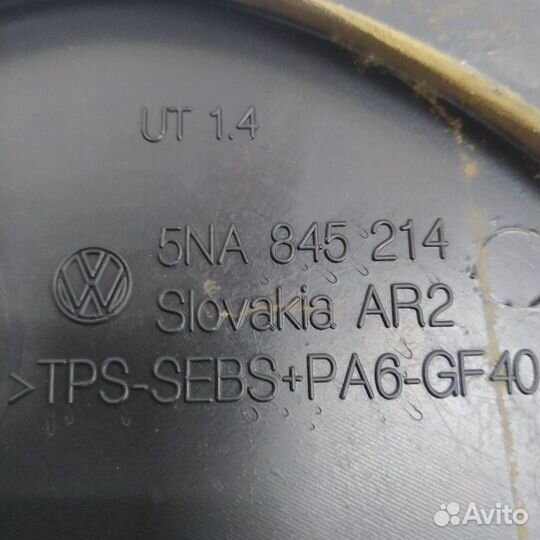 UT 1.4
5NA 845 214
Slovakia AR2
>TPS-SEBS+PA6-GF40
Avito